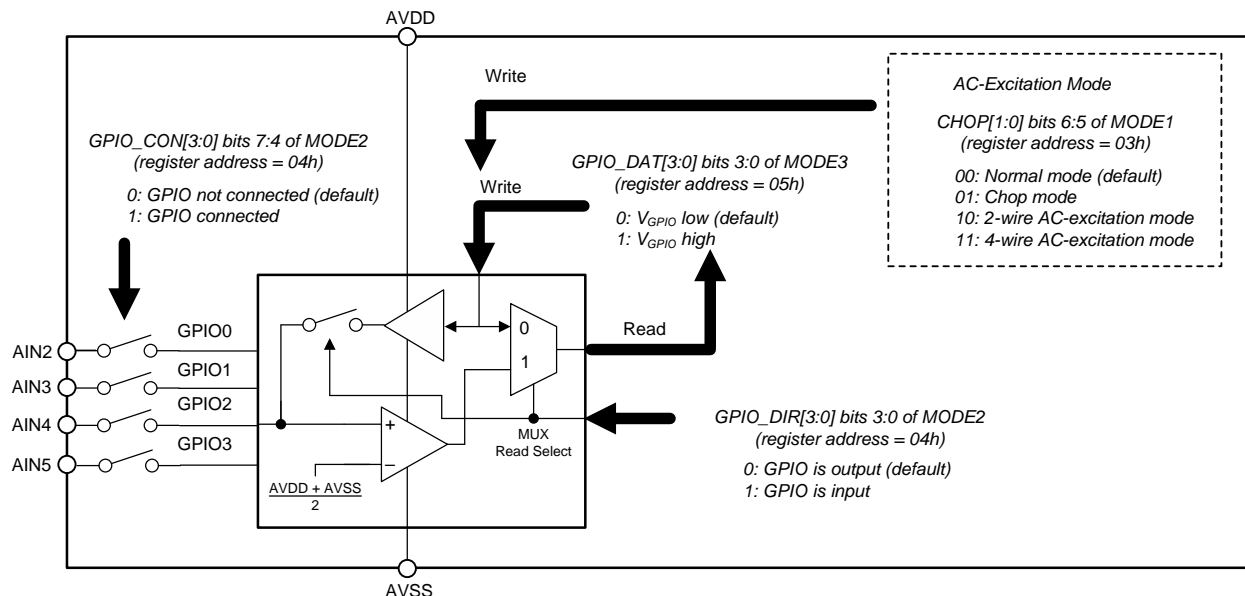 AVDD
Write
AC-Excitation Mode
CHOP[1:0] bits 6:5 of MODE1
(register address = 03h)
00: Normal mode (default)
01: Chop mode
10: 2-wire AC-excitation mode
11: 4-wire AC-excitation mode
GPIO_CON[3:0] bits 7:4 of MODE2
(register address = 04h)
0: GPIO not connected (default)
1: GPIO connected
GPIO_DAT[3:0] bits 3:0 of MODE3
(register address = 05h)
Write
0: VGPIO low (default)
1: VGPIO high
GPIO0
AIN2
GPIO1
AIN3
GPIO2
AIN4
GPIO3
AIN5
0
1
Read
+
−
MUX
Read Select
AVDD + AVSS
2
GPIO_DIR[3:0] bits 3:0 of MODE2
(register address = 04h)
0: GPIO is output (default)
1: GPIO is input
AVSS